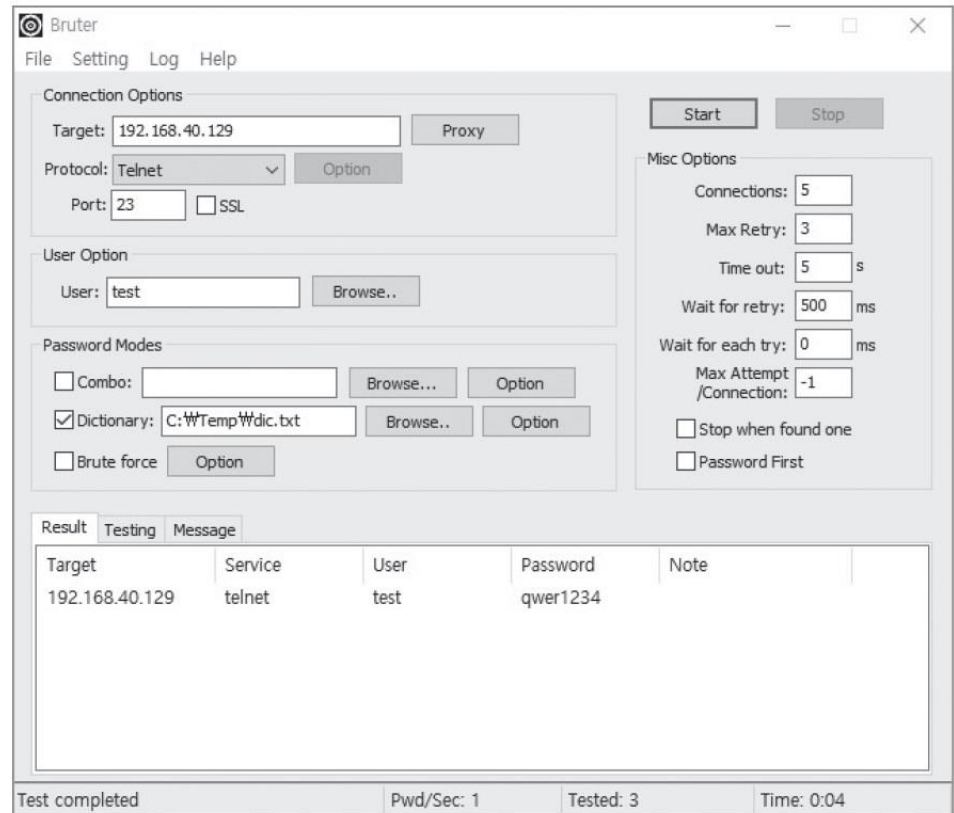 Bruter
File Setting Log Help
Connection Options
Target: 192.168.40.129 Proxy
Protocol: Telnet Option
Port: 23 SSL
User Option
User: test Browse..
Password Modes
Combo: Browse... Option
Dictionary: C:₩Temp₩dic.txt Browse.. Option
Brute force Option
Start Stop
Misc Options
Connections: 5
Max Retry: 3
Time out: 5 s
Wait for retry: 500 ms
Wait for each try: 0 ms
Max Attempt
/Connection: -1
Stop when found one
Password First
Result Testing Message
Target Service User Password Note
192.168.40.129 telnet test qwer1234
Test completed Pwd/Sec: 1 Tested: 3 Time: 0:04